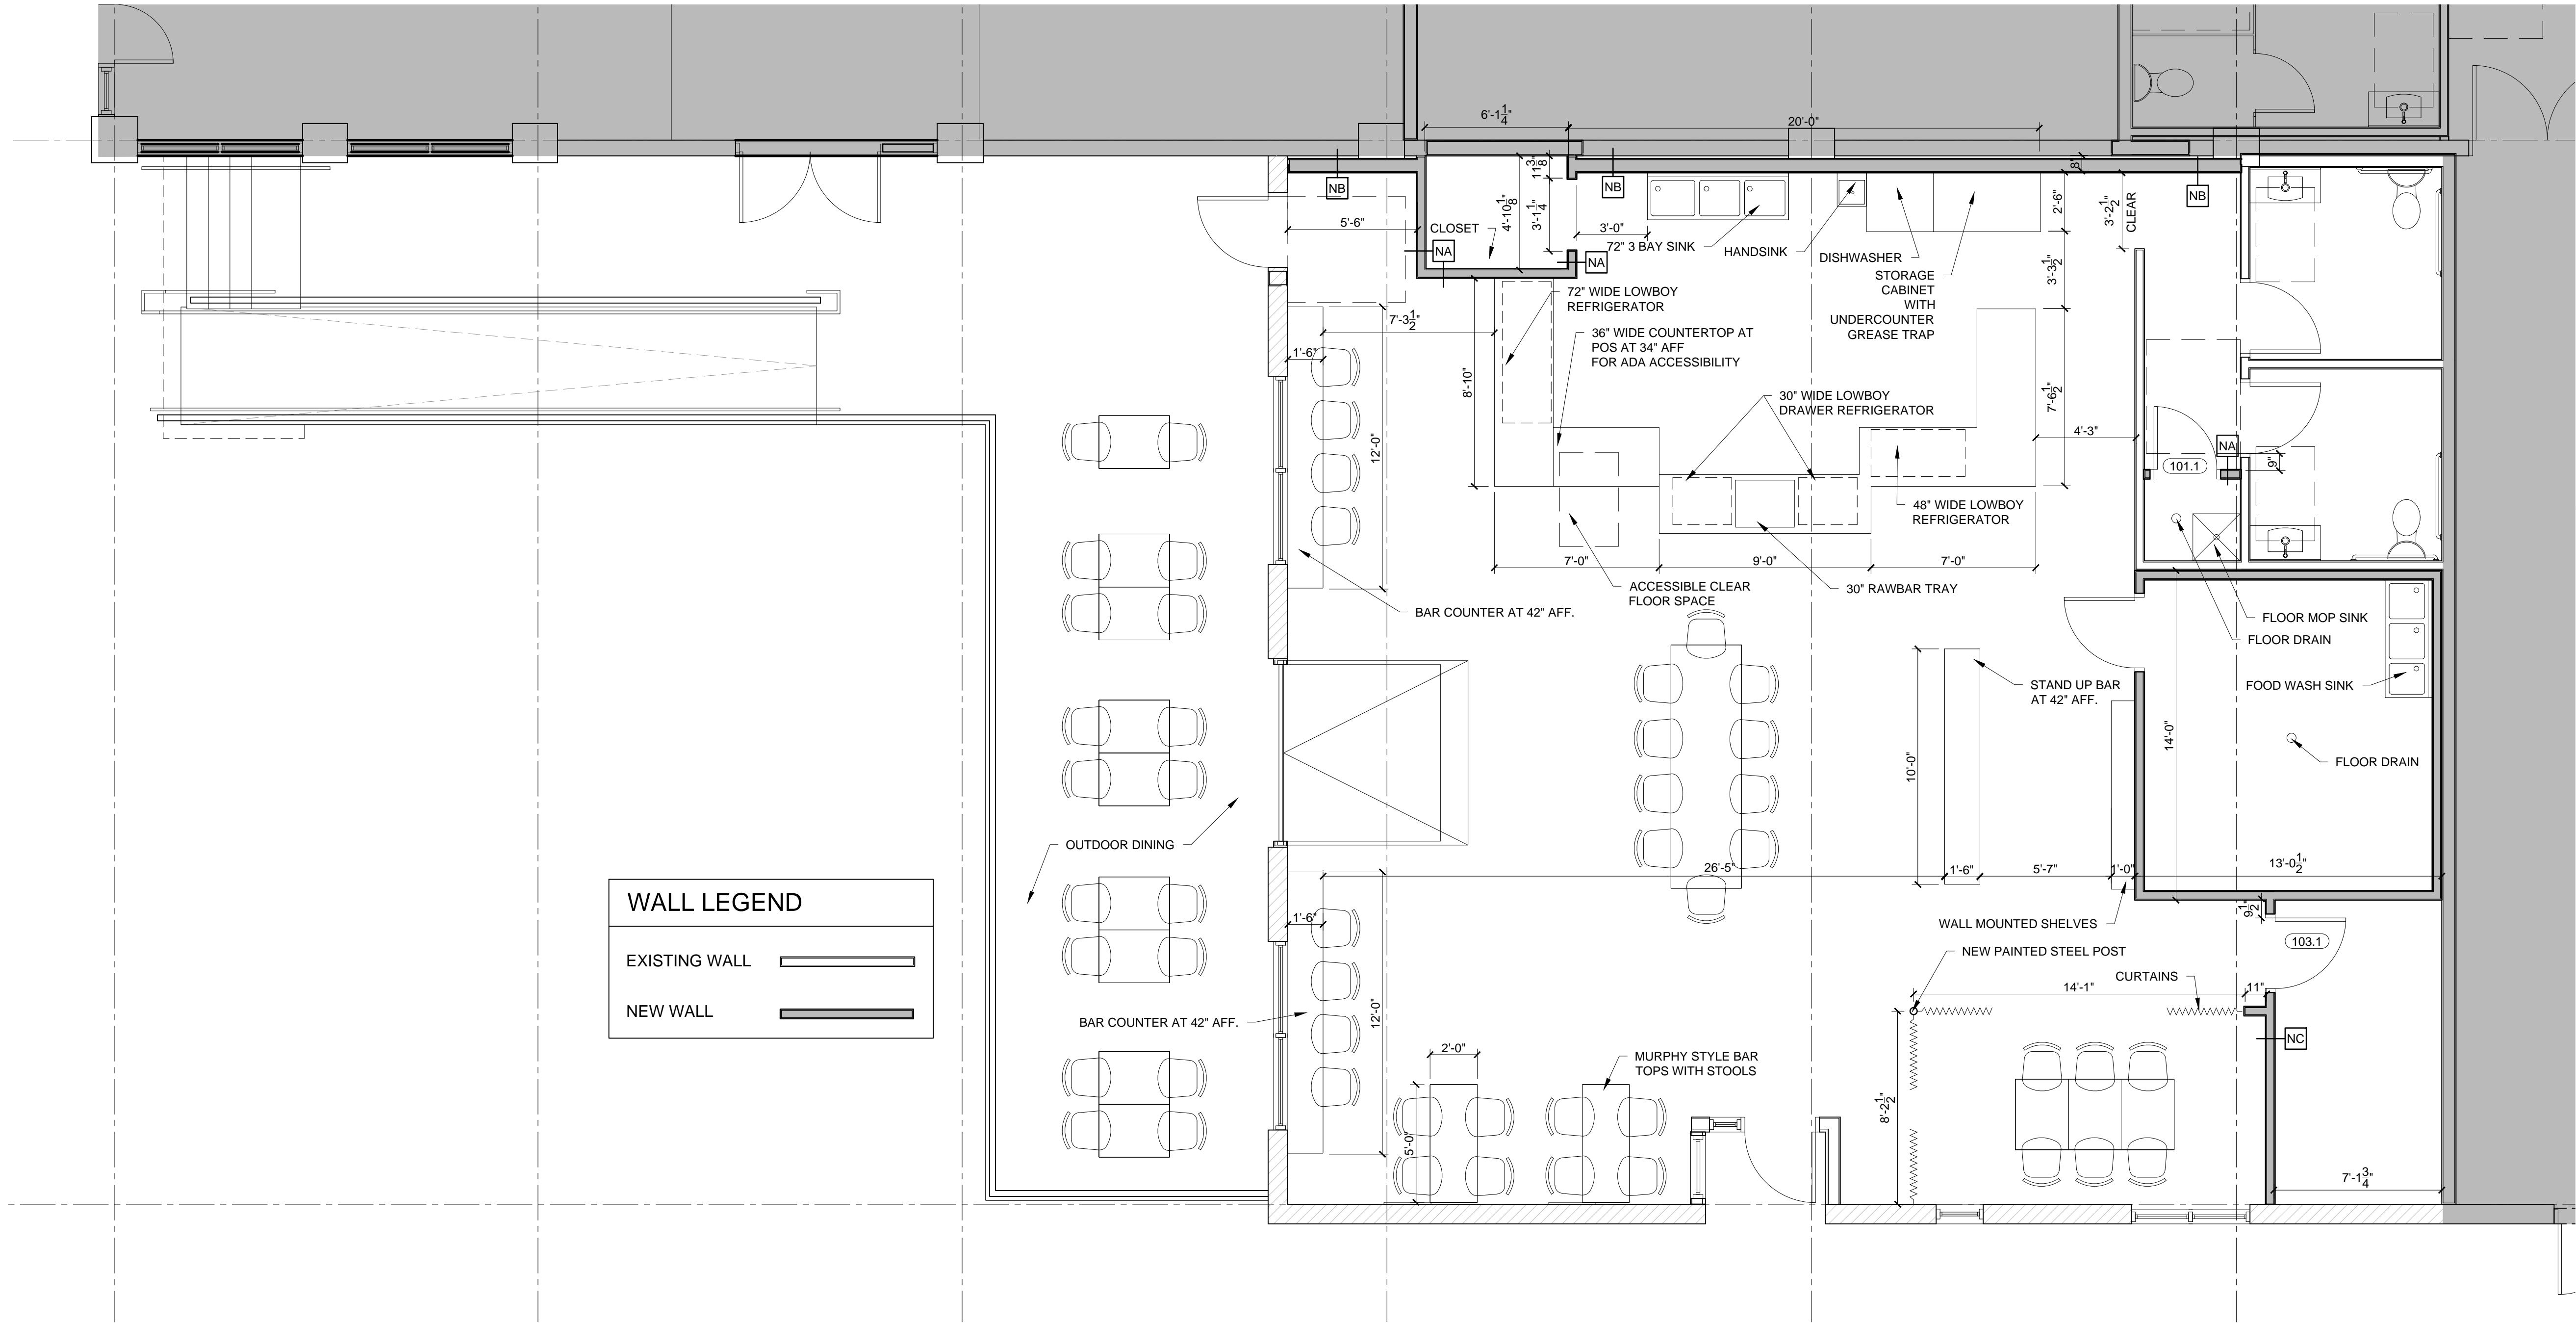 6'-1 1/4"
20'-0"
8"
NB
NB
NB
11 3/8"
3'-1 1/4"
4'-10 1/8"
2'-6"
3'-2 1/2"
CLEAR
5'-6"
CLOSET
3'-0"
NA
NA
72" 3 BAY SINK
HANDSINK
DISHWASHER
STORAGE
CABINET
WITH
UNDERCOUNTER
GREASE TRAP
3'-3 1/2"
72" WIDE LOWBOY
REFRIGERATOR
7'-3 1/2"
36" WIDE COUNTERTOP AT
POS AT 34" AFF
FOR ADA ACCESSIBILITY
1'-6"
8'-10"
30" WIDE LOWBOY
DRAWER REFRIGERATOR
7'-6 1/2"
4'-3"
12'-0"
NA
101.1
9"
48" WIDE LOWBOY
REFRIGERATOR
7'-0"
9'-0"
7'-0"
ACCESSIBLE CLEAR
FLOOR SPACE
30" RAWBAR TRAY
BAR COUNTER AT 42" AFF.
FLOOR MOP SINK
FLOOR DRAIN
STAND UP BAR
AT 42" AFF.
FOOD WASH SINK
14'-0"
10'-0"
FLOOR DRAIN
OUTDOOR DINING
26'-5"
1'-6"
5'-7"
1'-0"
13'-0 1/2"
WALL LEGEND
EXISTING WALL
NEW WALL
1'-6"
9 1/2"
WALL MOUNTED SHELVES
103.1
NEW PAINTED STEEL POST
CURTAINS
14'-1"
11"
12'-0"
BAR COUNTER AT 42" AFF.
NC
2'-0"
MURPHY STYLE BAR
TOPS WITH STOOLS
8'-2 1/2"
5'-0"
7'-1 3/4"